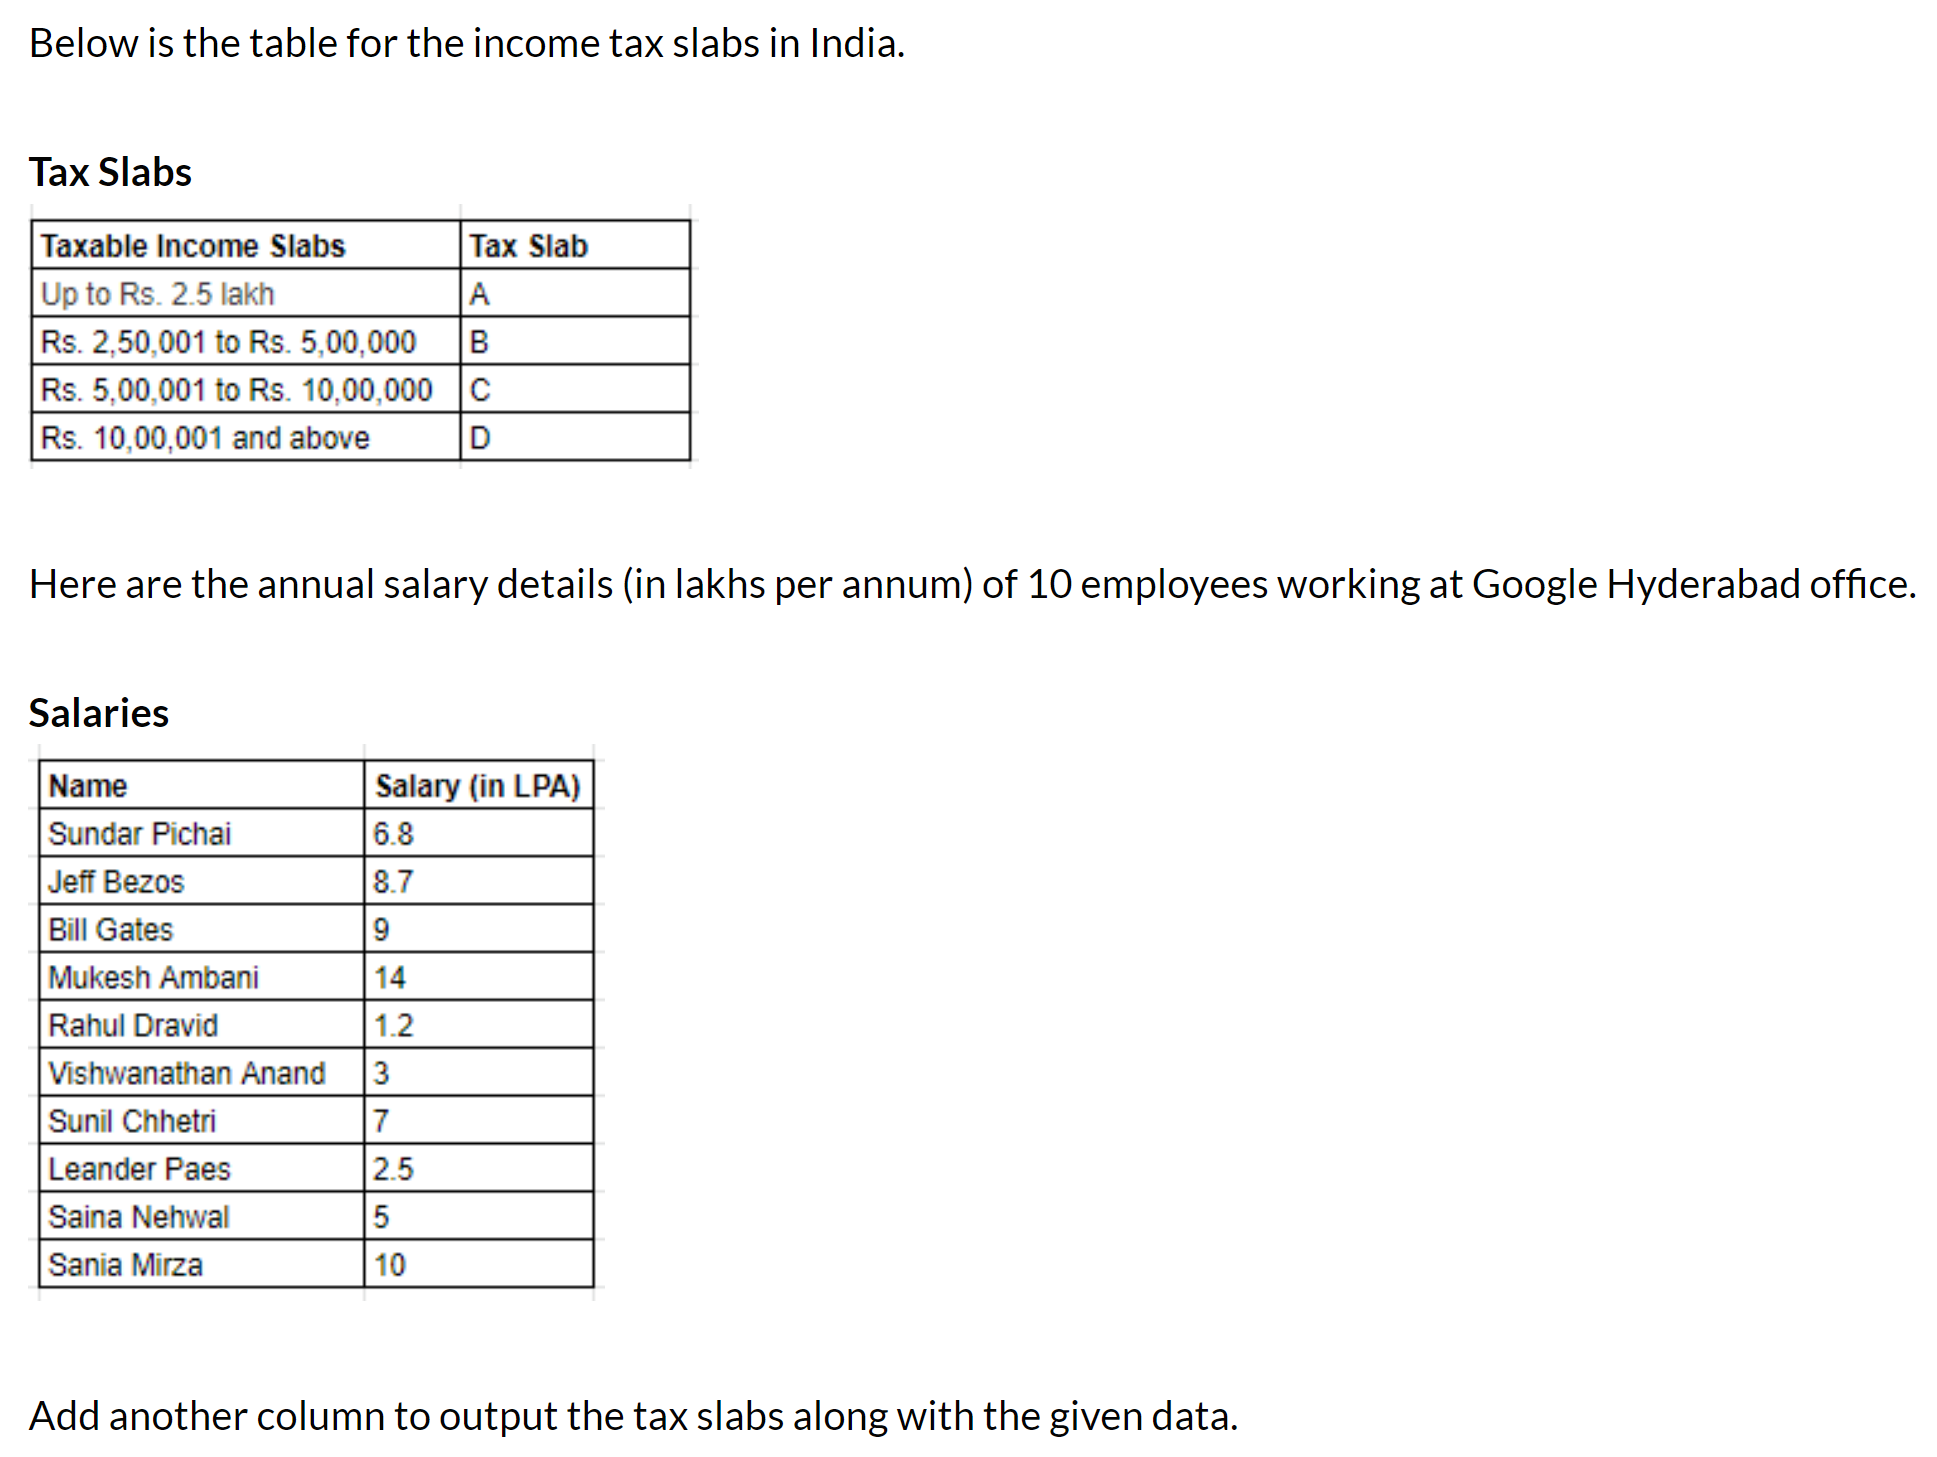 Below is the table for the income tax slabs in India.
Tax Slabs
Taxable Income Slabs Tax Slab
Up to Rs. 2.5 lakh A
Rs. 2,50,001 to Rs. 5,00,000 B
Rs. 5,00,001 to Rs. 10,00,000 C
Rs. 10,00,001 and above D
Here are the annual salary details (in lakhs per annum) of 10 employees working at Google Hyderabad office.
Salaries
Name Salary (in LPA)
Sundar Pichai 6.8
Jeff Bezos 8.7
Bill Gates 9
Mukesh Ambani 14
Rahul Dravid 1.2
Vishwanathan Anand 3
Sunil Chhetri 7
Leander Paes 2.5
Saina Nehwal 5
Sania Mirza 10
Add another column to output the tax slabs along with the given data.